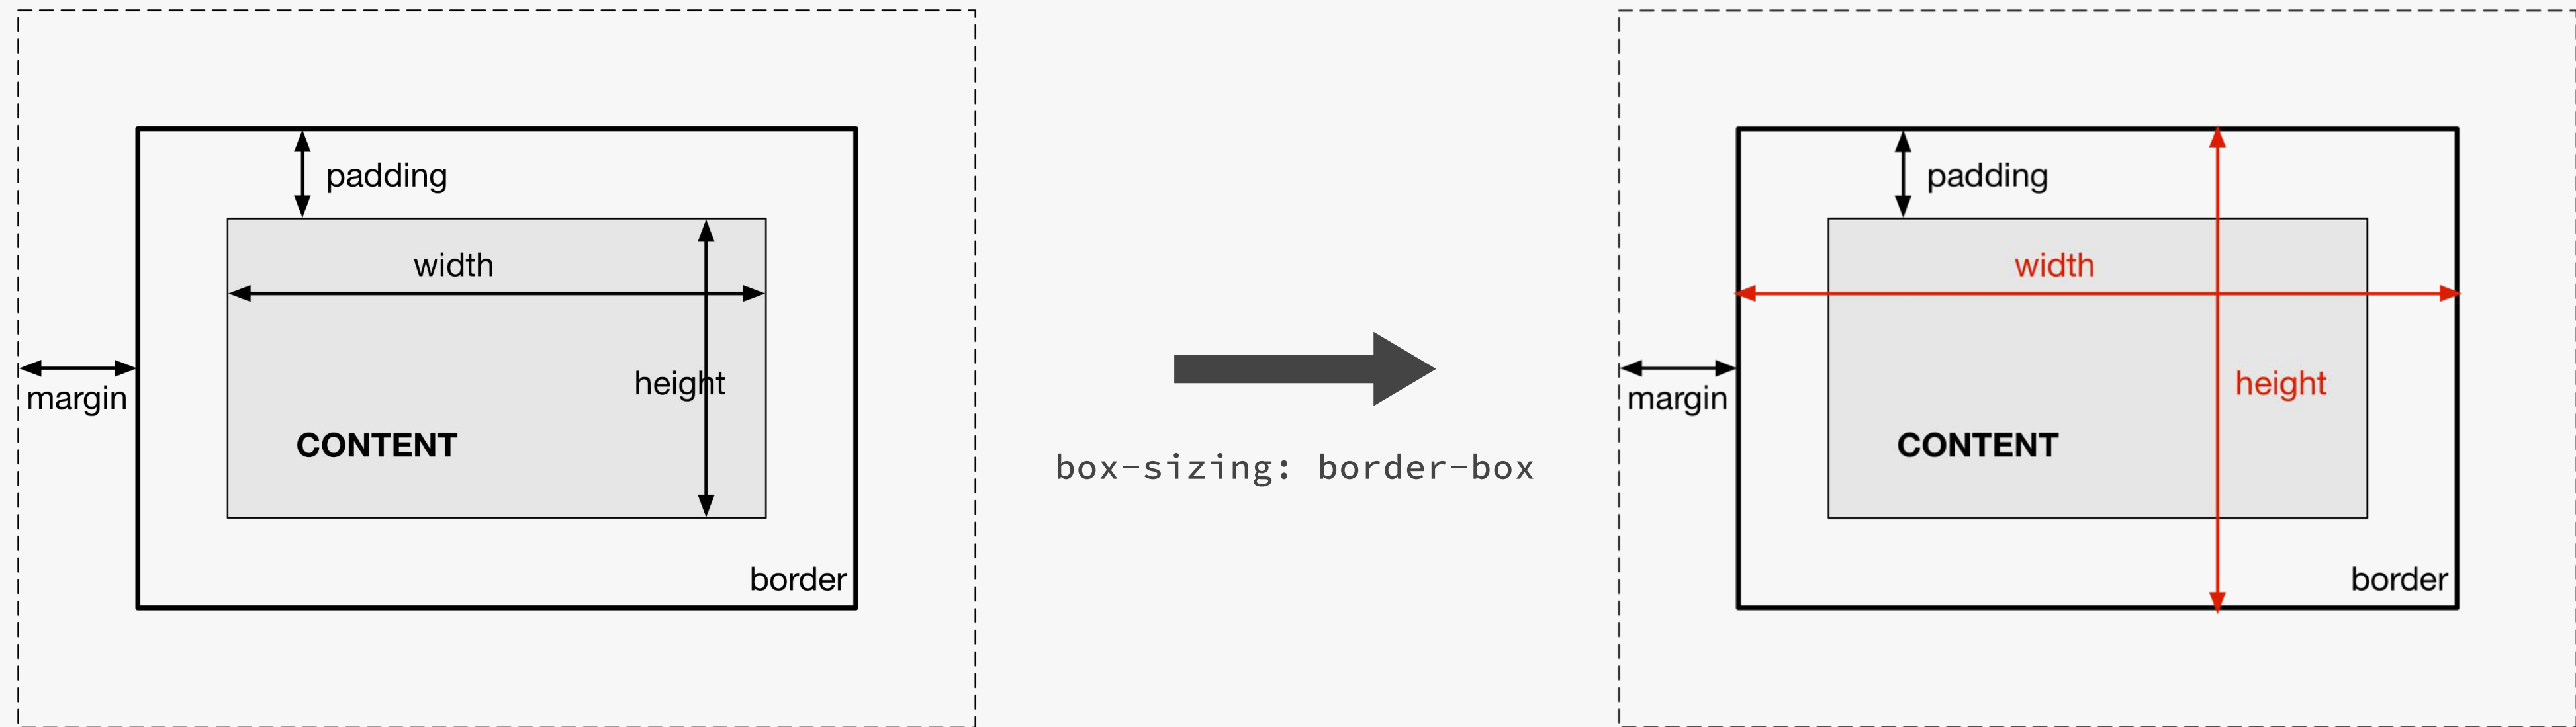 padding
width
height
margin
CONTENT
border
box-sizing: border-box
padding
width
height
margin
CONTENT
border